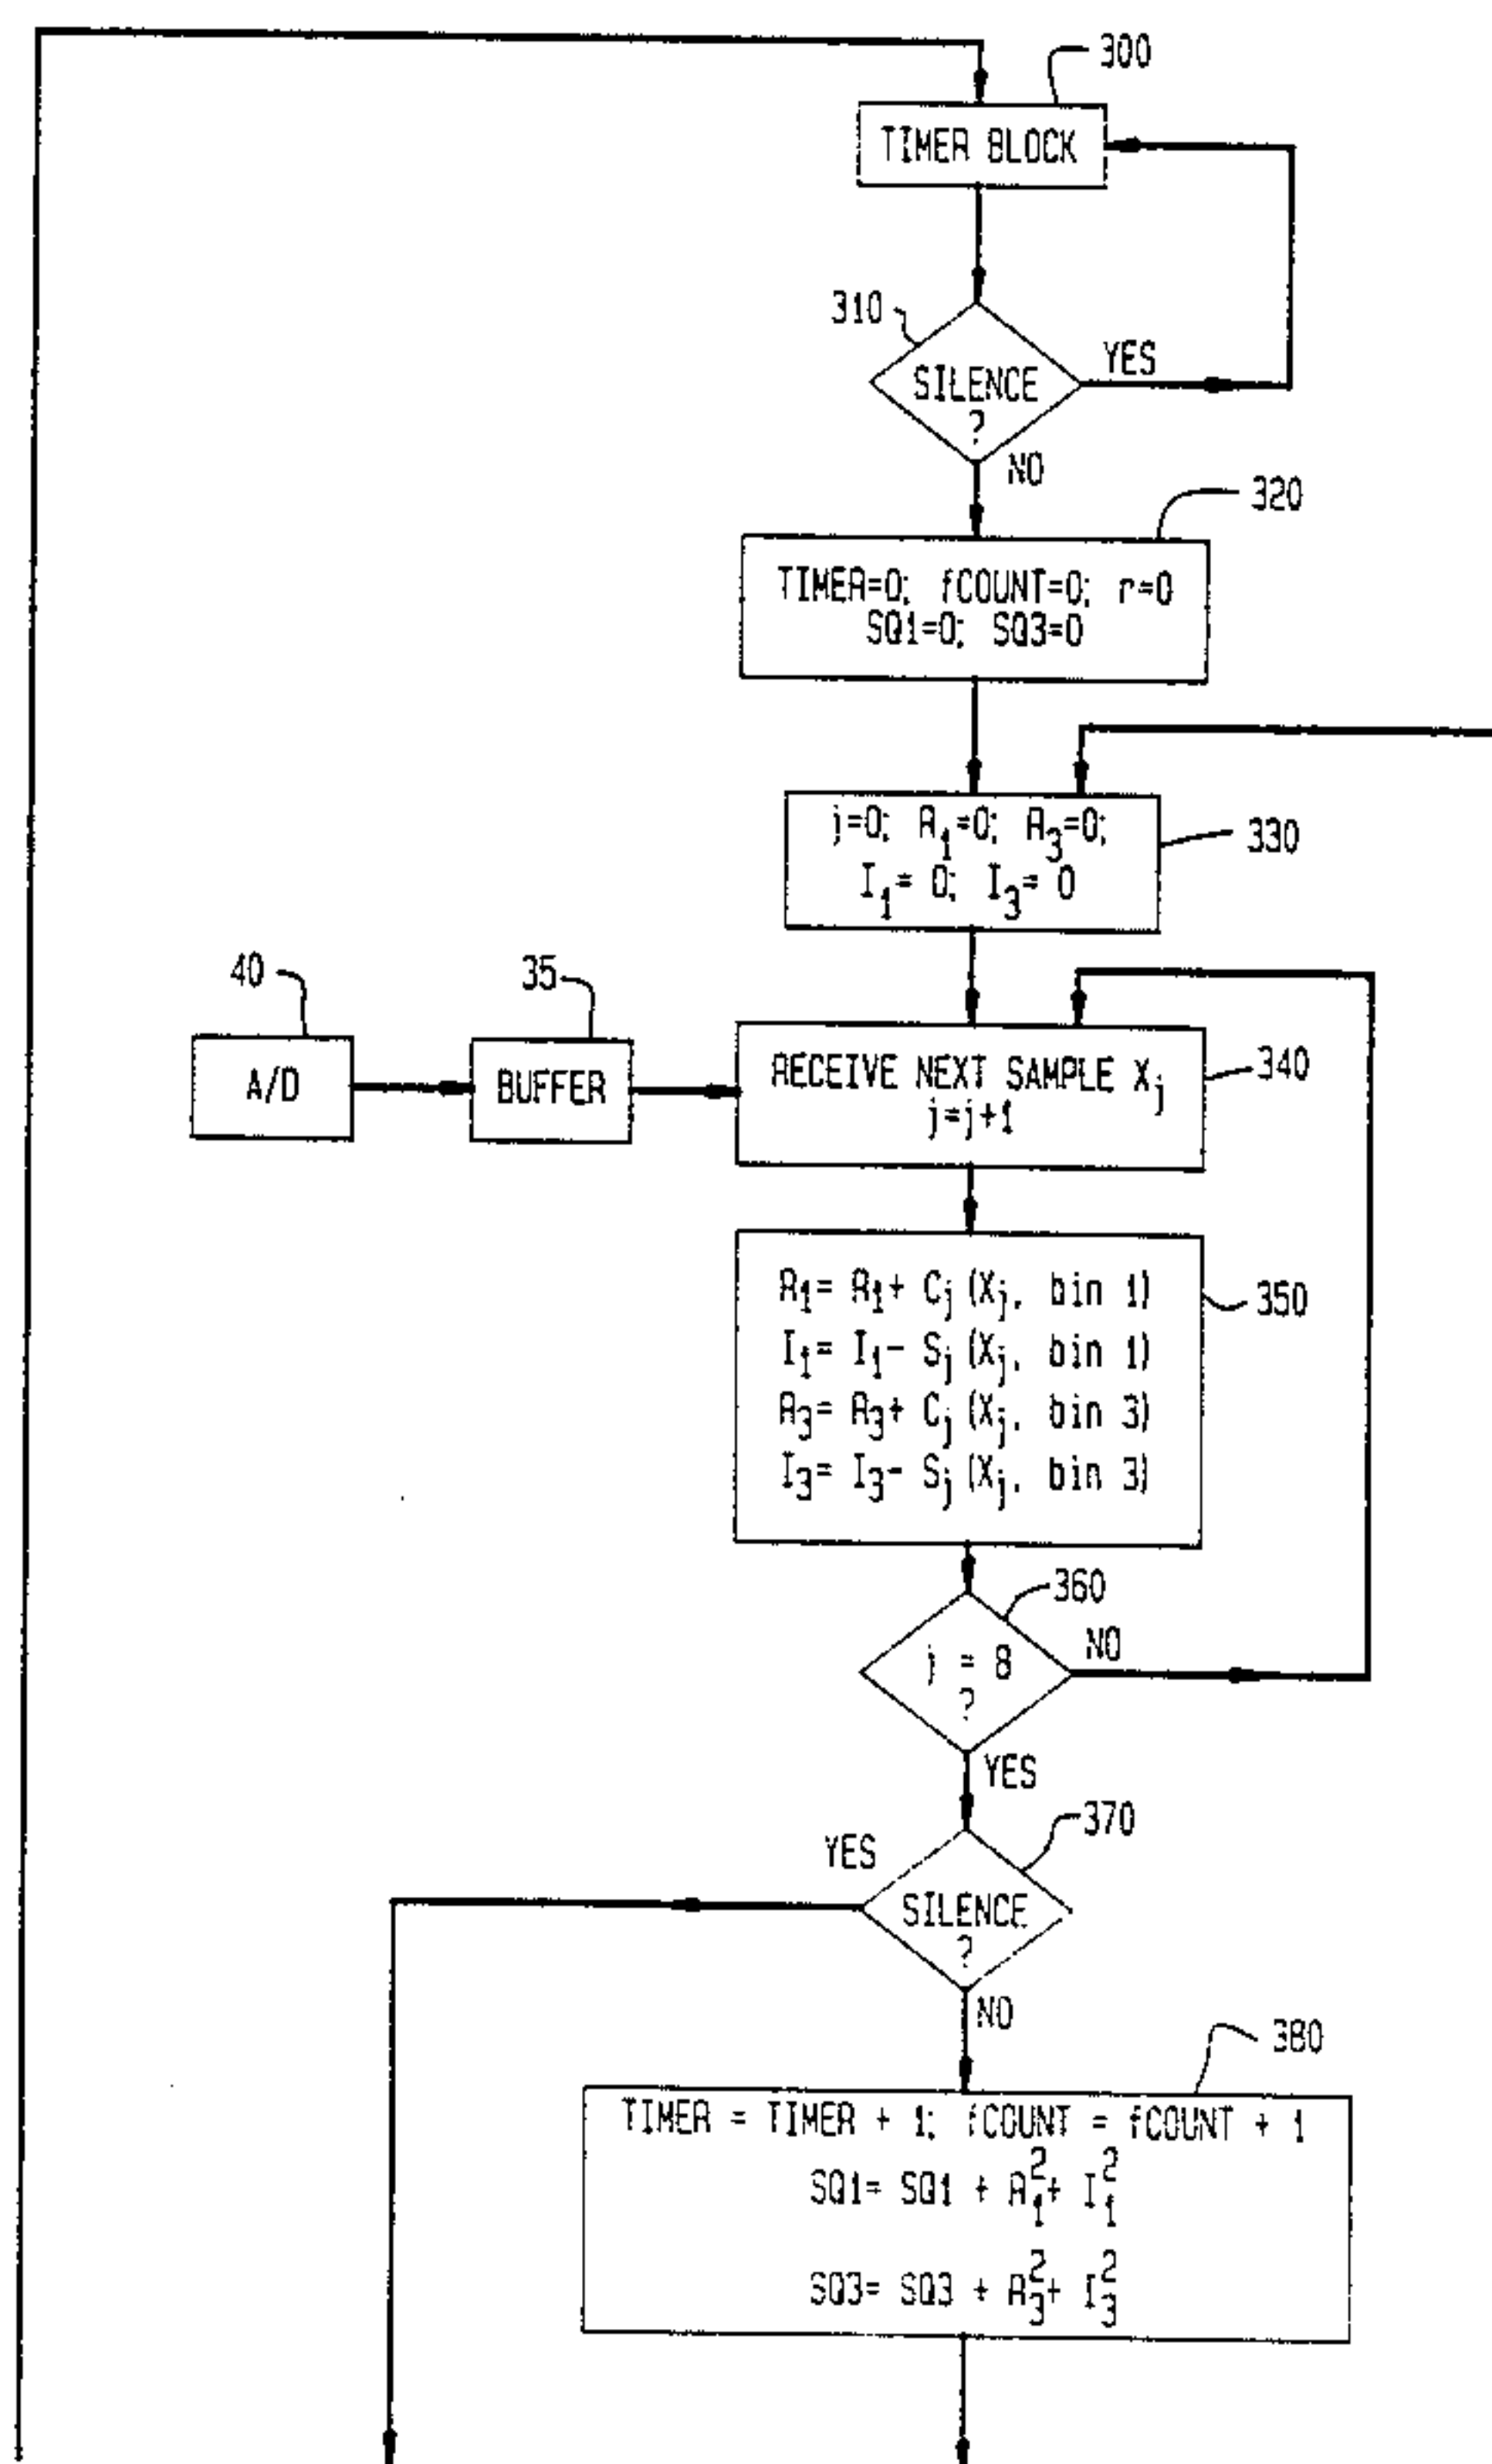 300
TIMER BLOCK
310
SILENCE
?
YES
NO
320
TIMER=0; fCOUNT=0; r=0
SQ1=0; SQ3=0
j=0; R₁=0; R₃=0;
I₁= 0; I₃= 0
330
40
35
A/D
BUFFER
RECEIVE NEXT SAMPLE Xⱼ
j=j+1
340
R₁= R₁+ Cⱼ (Xⱼ, bin 1)
I₁= I₁- Sⱼ (Xⱼ, bin 1)
R₃= R₃+ Cⱼ (Xⱼ, bin 3)
I₃= I₃- Sⱼ (Xⱼ, bin 3)
350
360
j = 8
?
NO
YES
370
YES
SILENCE
?
NO
380
TIMER = TIMER + 1; fCOUNT = fCOUNT + 1
SQ1= SQ1 + R₁²+ I₁²
SQ3= SQ3 + R₃²+ I₃²